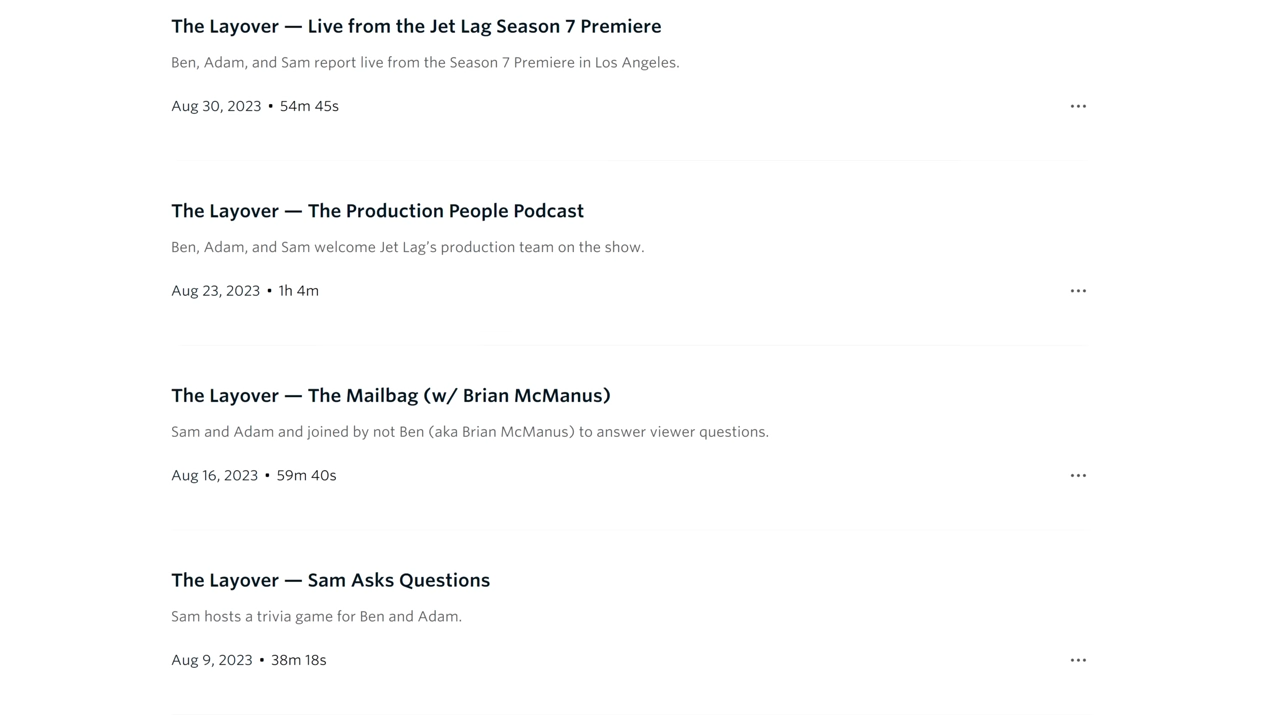 The Layover — Live from the Jet Lag Season 7 Premiere
Ben, Adam, and Sam report live from the Season 7 Premiere in Los Angeles.
Aug 30, 2023 • 54m 45s
The Layover — The Production People Podcast
Ben, Adam, and Sam welcome Jet Lag’s production team on the show.
Aug 23, 2023 • 1h 4m
The Layover — The Mailbag (w/ Brian McManus)
Sam and Adam and joined by not Ben (aka Brian McManus) to answer viewer questions.
Aug 16, 2023 • 59m 40s
The Layover — Sam Asks Questions
Sam hosts a trivia game for Ben and Adam.
Aug 9, 2023 • 38m 18s